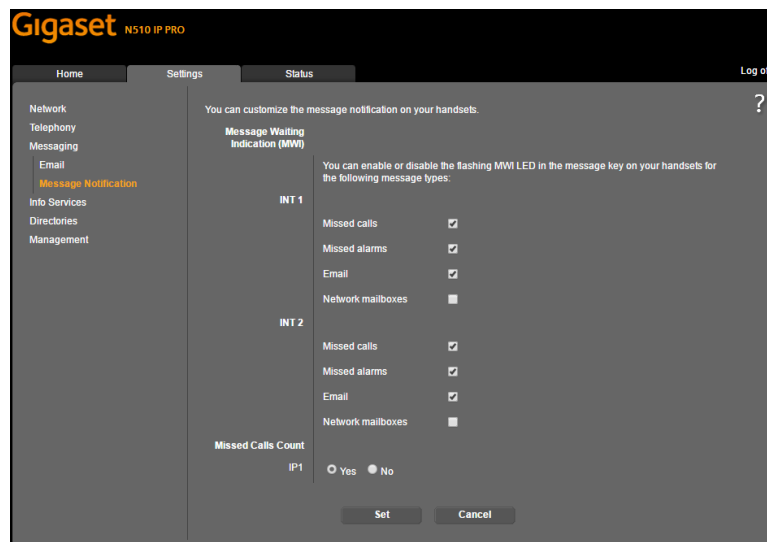 Gigaset N510 IP PRO
Home Settings Status Log of
?
Network
Telephony
Messaging
Email
Message Notification
Info Services
Directories
Management
You can customize the message notification on your handsets.
Message Waiting
Indication (MWI)
You can enable or disable the flashing MWI LED in the message key on your handsets for
the following message types:
INT 1
Missed calls
Missed alarms
Email
Network mailboxes
INT 2
Missed calls
Missed alarms
Email
Network mailboxes
Missed Calls Count
IP1 Yes No
Set Cancel